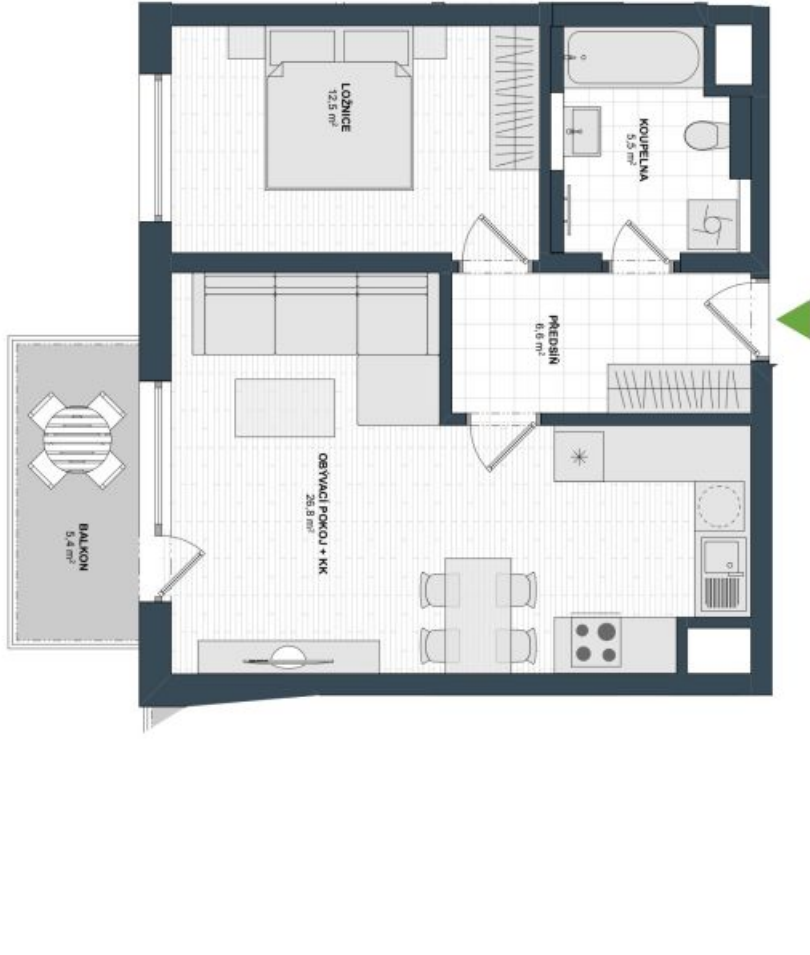 LOŽNICE
12,5 m²
KOUPELNA
5,5 m²
PŘEDSÍŇ
6,6 m²
OBÝVACÍ POKOJ + KK
26,8 m²
BALKON
5,4 m²